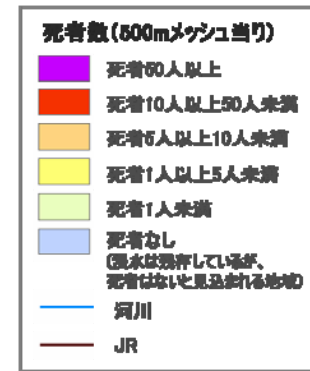 死者数(500mメッシュ当り)
死者50人以上
死者10人以上50人未満
死者5人以上10人未満
死者1人以上5人未満
死者1人未満
死者なし
(浸水は残存しているが、
死者はないと見込まれる地域)
河川
JR